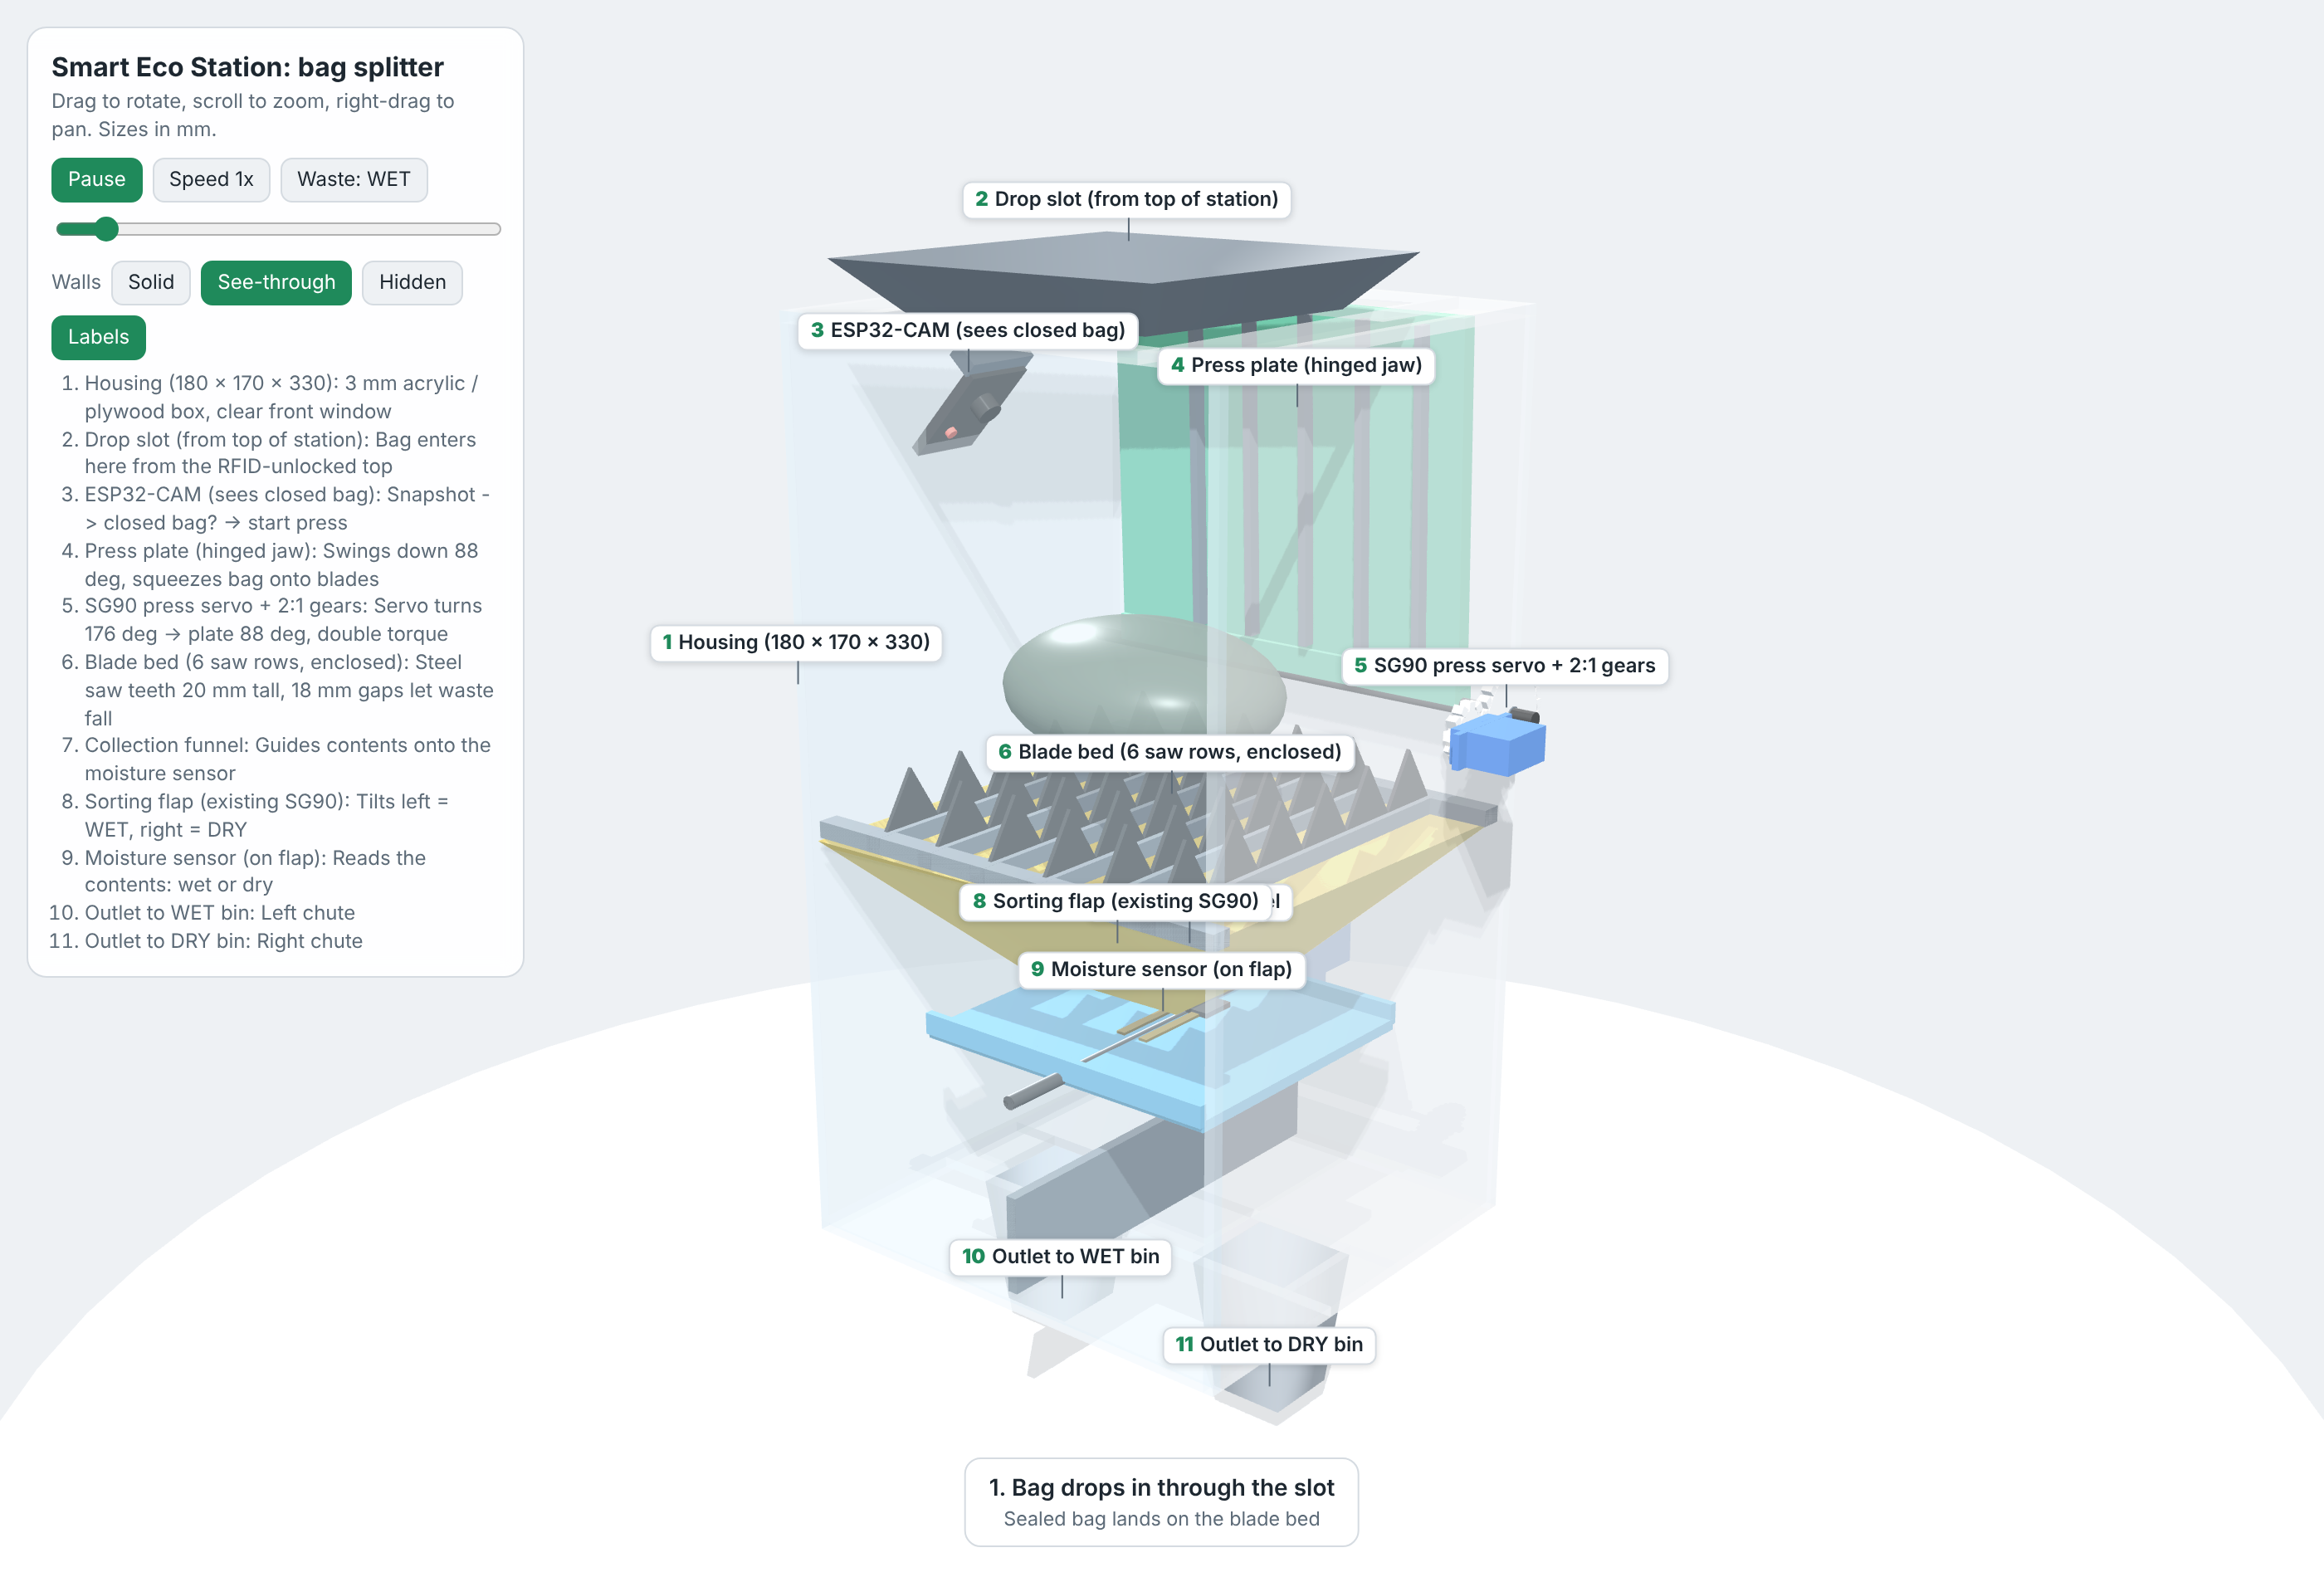 Smart Eco Station: bag splitter
Drag to rotate, scroll to zoom, right-drag to
pan. Sizes in mm.
Pause
Speed 1x
Waste: WET
Walls
Solid
See-through
Hidden
Labels
1. Housing (180 × 170 × 330): 3 mm acrylic /
plywood box, clear front window
2. Drop slot (from top of station): Bag enters
here from the RFID-unlocked top
3. ESP32-CAM (sees closed bag): Snapshot -
> closed bag? → start press
4. Press plate (hinged jaw): Swings down 88
deg, squeezes bag onto blades
5. SG90 press servo + 2:1 gears: Servo turns
176 deg → plate 88 deg, double torque
6. Blade bed (6 saw rows, enclosed): Steel
saw teeth 20 mm tall, 18 mm gaps let waste
fall
7. Collection funnel: Guides contents onto the
moisture sensor
8. Sorting flap (existing SG90): Tilts left =
WET, right = DRY
9. Moisture sensor (on flap): Reads the
contents: wet or dry
10. Outlet to WET bin: Left chute
11. Outlet to DRY bin: Right chute
2 Drop slot (from top of station)
3 ESP32-CAM (sees closed bag)
4 Press plate (hinged jaw)
1 Housing (180 × 170 × 330)
5 SG90 press servo + 2:1 gears
6 Blade bed (6 saw rows, enclosed)
8 Sorting flap (existing SG90)
9 Moisture sensor (on flap)
10 Outlet to WET bin
11 Outlet to DRY bin
1. Bag drops in through the slot
Sealed bag lands on the blade bed